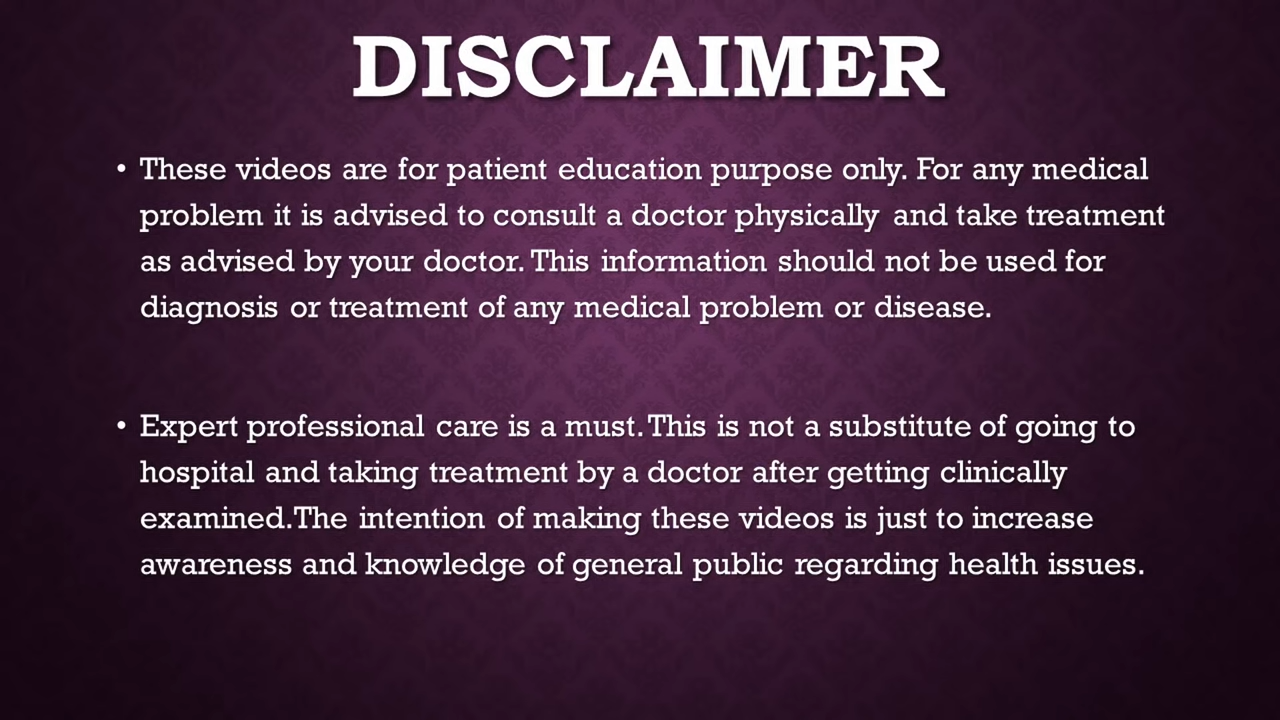 DISCLAIMER
• These videos are for patient education purpose only. For any medical
problem it is advised to consult a doctor physically and take treatment
as advised by your doctor. This information should not be used for
diagnosis or treatment of any medical problem or disease.
• Expert professional care is a must. This is not a substitute of going to
hospital and taking treatment by a doctor after getting clinically
examined.The intention of making these videos is just to increase
awareness and knowledge of general public regarding health issues.